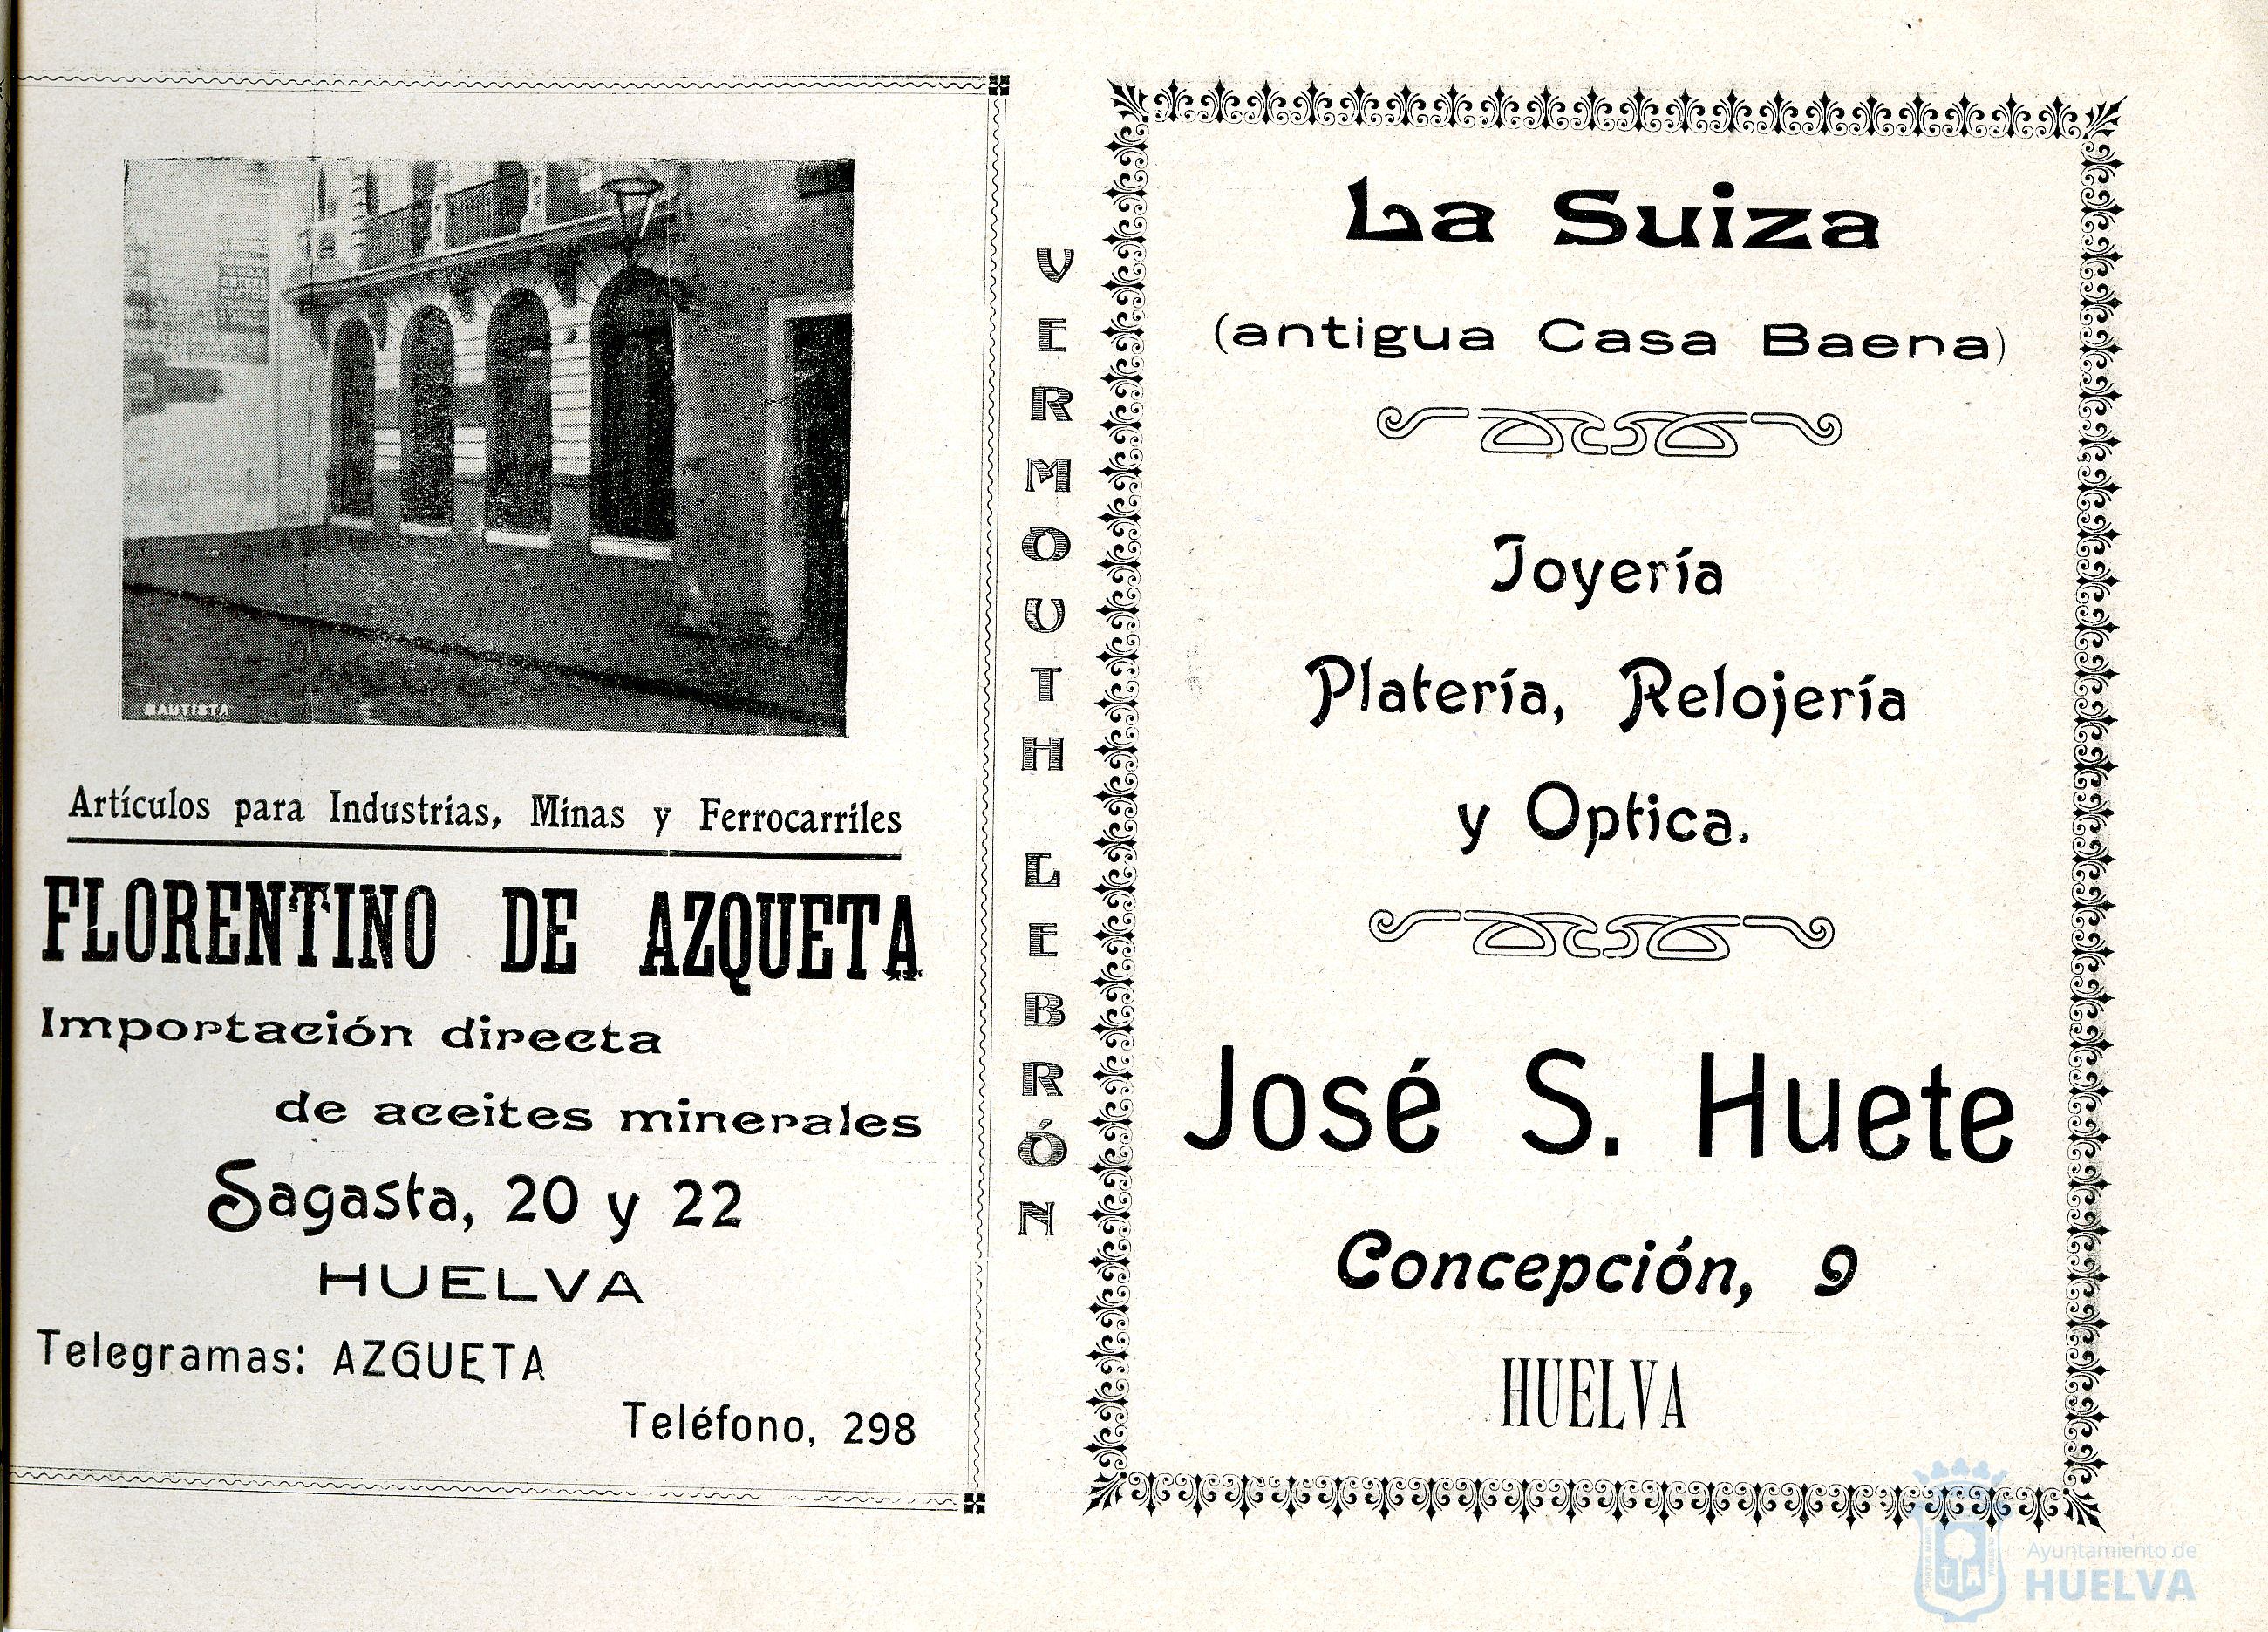 BAUTISTA
Artículos para Industrias, Minas y Ferrocarriles
FLORENTINO DE AZQUETA
Importación directa
de aceites minerales
Sagasta, 20 y 22
HUELVA
Telegramas: AZQUETA
Teléfono, 298
VERMOUTH LEBRÓN
La Suiza
(antigua Casa Baena)
Joyería
Platería, Relojería
y Optica.
José S. Huete
Concepción, 9
HUELVA
Ayuntamiento de
HUELVA